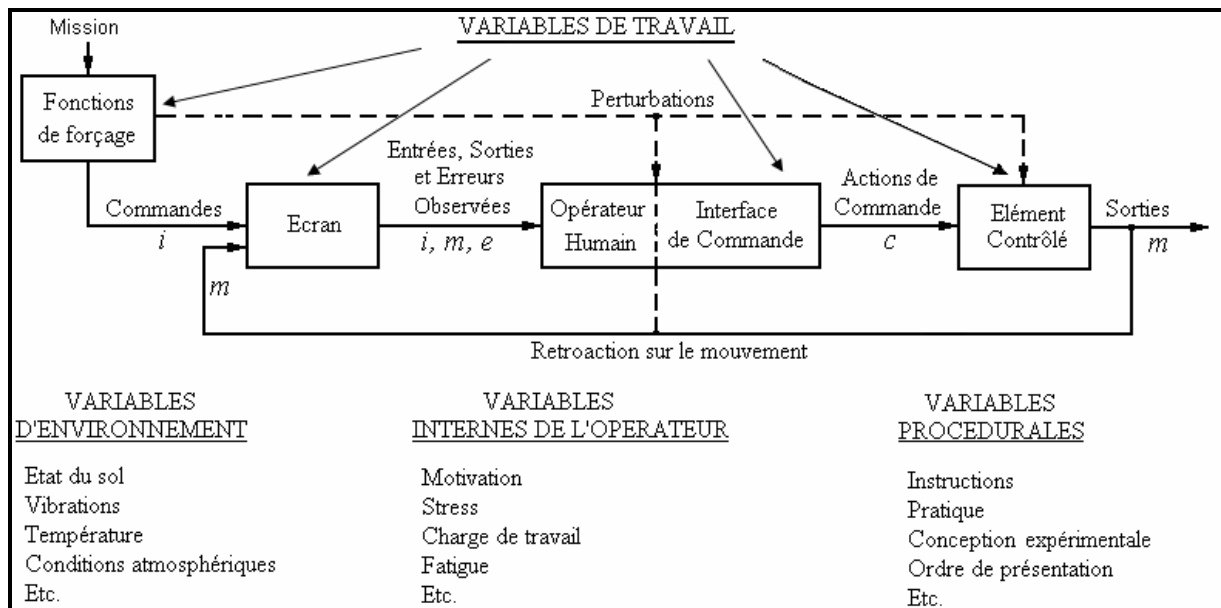 Mission
VARIABLES DE TRAVAIL
Fonctions
de forçage
Perturbations
Entrées, Sorties
et Erreurs
Observées
i, m, e
Commandes
i
m
Ecran
Opérateur
Humain
Interface
de Commande
Actions de
Commande
c
Elément
Contrôlé
Sorties
m
Retroaction sur le mouvement
VARIABLES
D'ENVIRONNEMENT
Etat du sol
Vibrations
Température
Conditions atmosphériques
Etc.
VARIABLES
INTERNES DE L'OPERATEUR
Motivation
Stress
Charge de travail
Fatigue
Etc.
VARIABLES
PROCEDURALES
Instructions
Pratique
Conception expérimentale
Ordre de présentation
Etc.